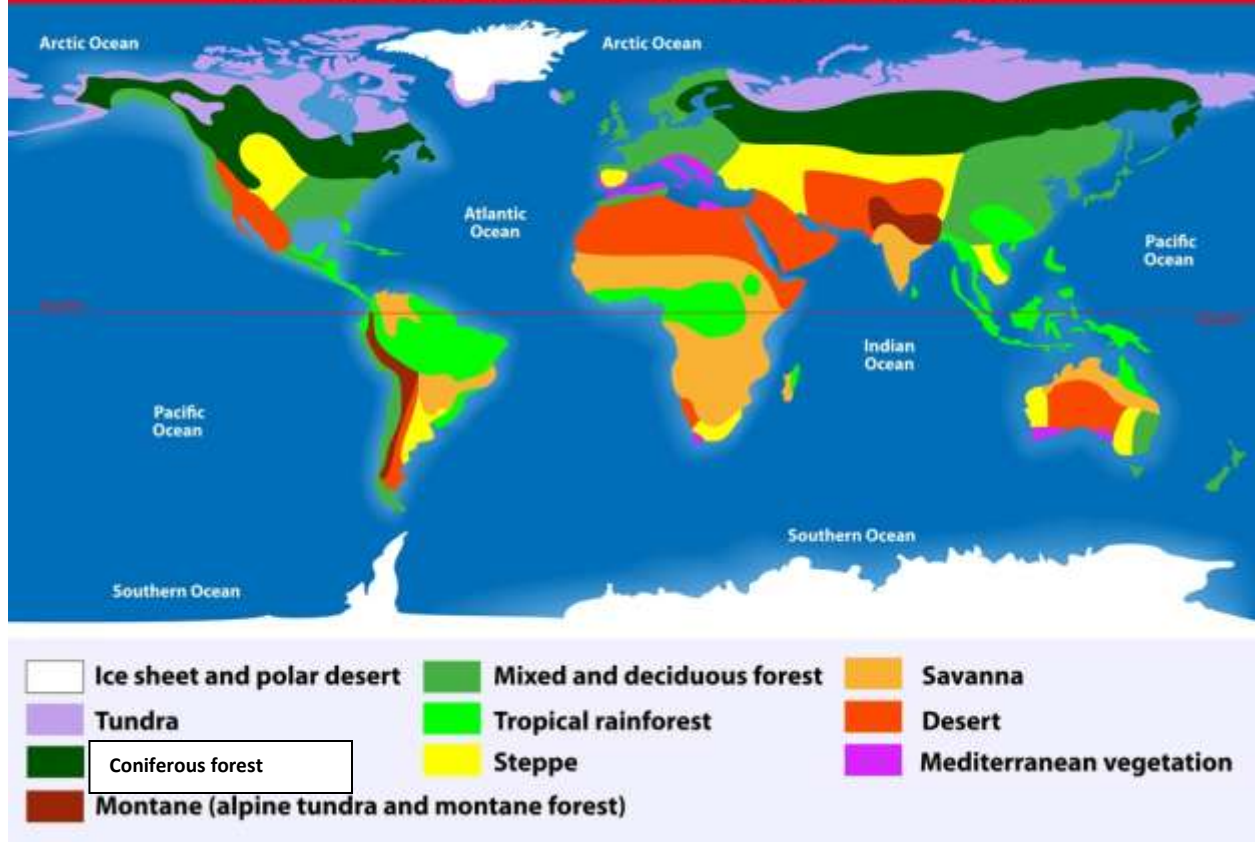 Arctic Ocean
Arctic Ocean
Atlantic
Ocean
Pacific
Ocean
Indian
Ocean
Pacific
Ocean
Southern Ocean
Southern Ocean
Ice sheet and polar desert
Mixed and deciduous forest
Savanna
Tundra
Tropical rainforest
Desert
Coniferous forest
Steppe
Mediterranean vegetation
Montane (alpine tundra and montane forest)